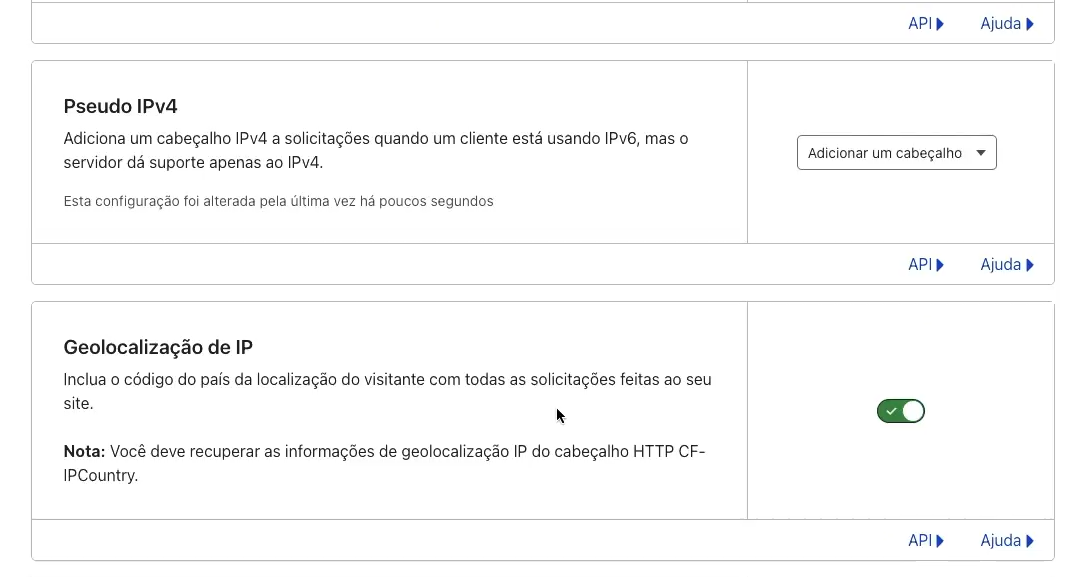 API Ajuda
Pseudo IPv4
Adiciona um cabeçalho IPv4 a solicitações quando um cliente está usando IPv6, mas o
servidor dá suporte apenas ao IPv4.
Esta configuração foi alterada pela última vez há poucos segundos
Adicionar um cabeçalho
API Ajuda
Geolocalização de IP
Inclua o código do país da localização do visitante com todas as solicitações feitas ao seu
site.
Nota: Você deve recuperar as informações de geolocalização IP do cabeçalho HTTP CF-
IPCountry.
API Ajuda